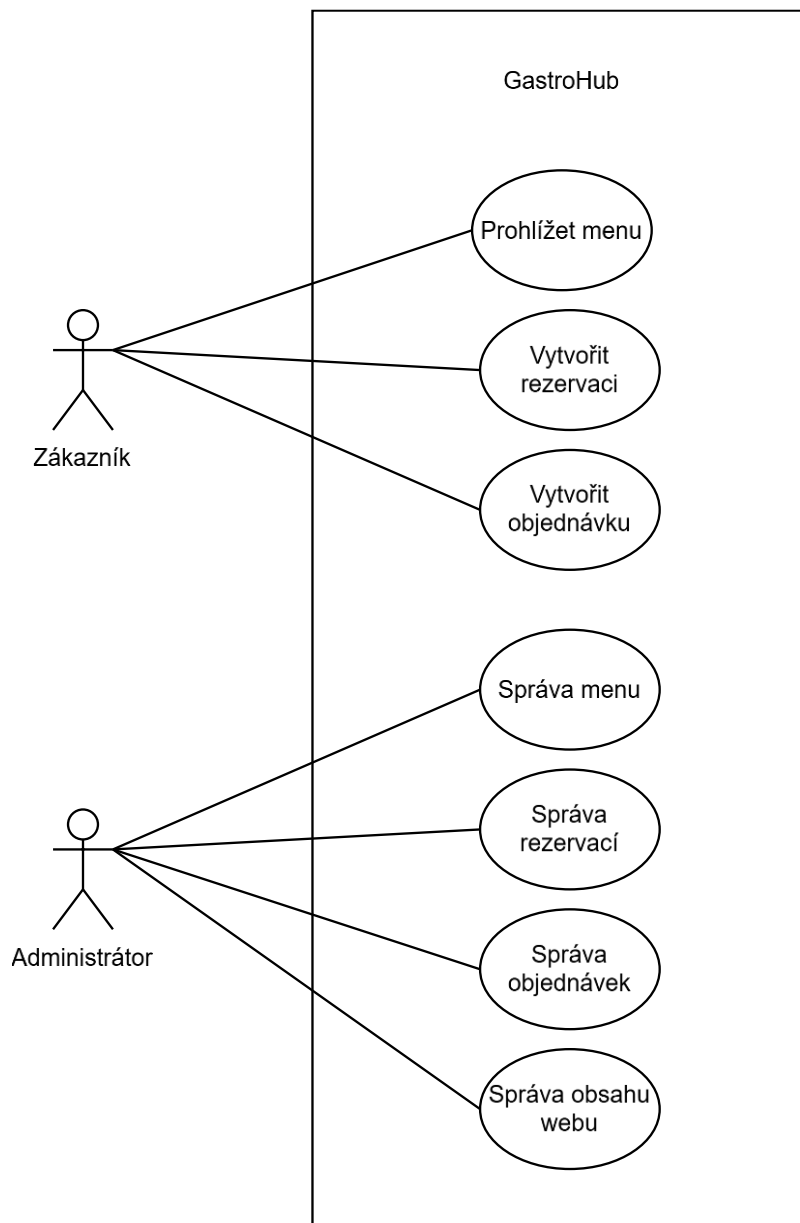 GastroHub
Prohlížet menu
Vytvořit
rezervaci
Zákazník
Vytvořit
objednávku
Správa menu
Správa
rezervací
Administrátor
Správa
objednávek
Správa obsahu
webu